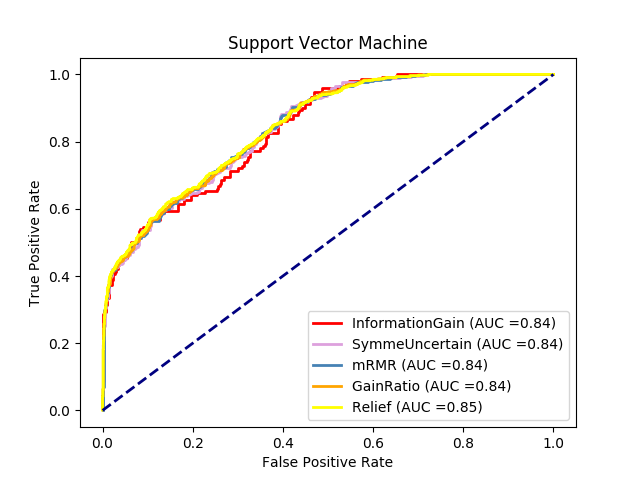 Support Vector Machine
True Positive Rate
1.0
0.8
0.6
0.4
0.2
0.0
InformationGain (AUC =0.84)
SymmeUncertain (AUC =0.84)
mRMR (AUC =0.84)
GainRatio (AUC =0.84)
Relief (AUC =0.85)
0.0 0.2 0.4 0.6 0.8 1.0
False Positive Rate